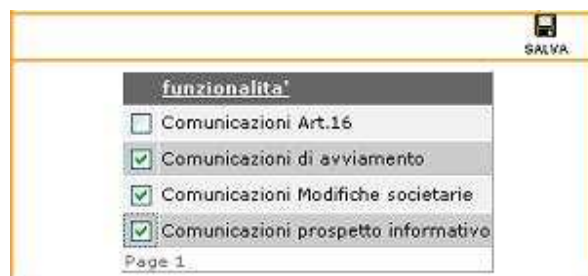 SALVA
funzionalita'
Comunicazioni Art.16
Comunicazioni di avviamento
Comunicazioni Modifiche societarie
Comunicazioni prospetto informativo
Page 1